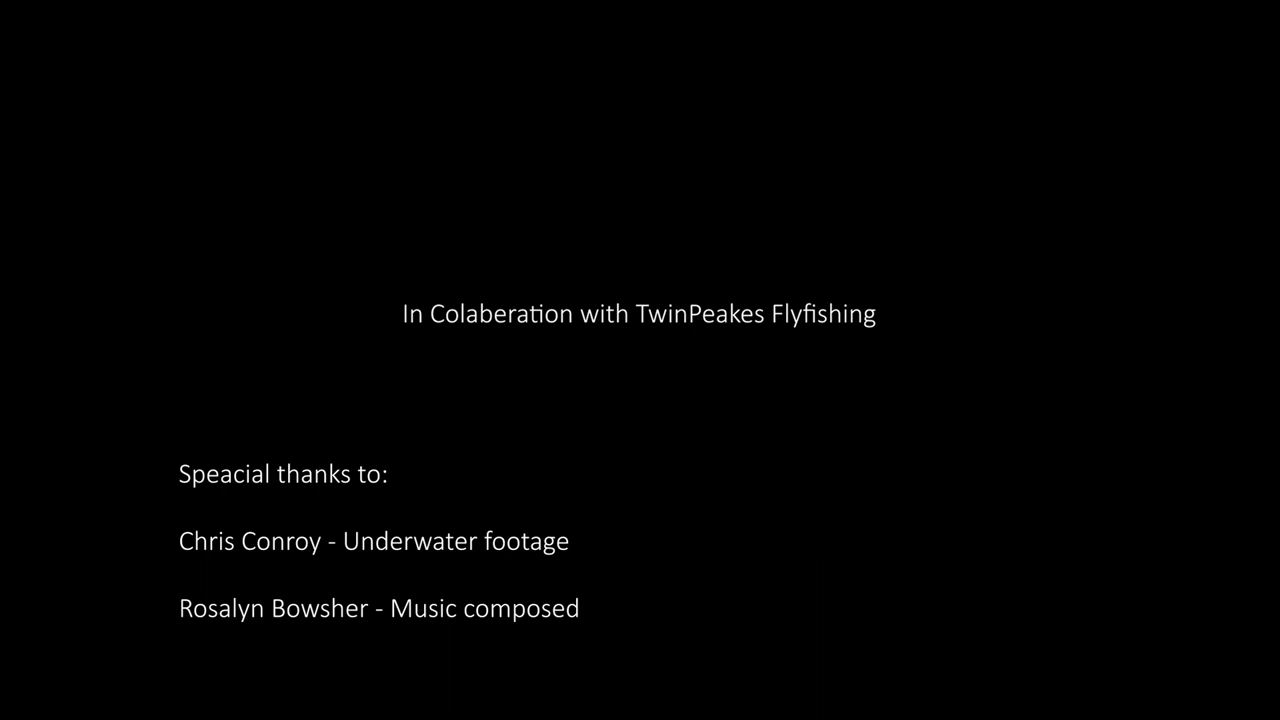 In Colaberation with TwinPeakes Flyfishing
Speacial thanks to:
Chris Conroy - Underwater footage
Rosalyn Bowsher - Music composed